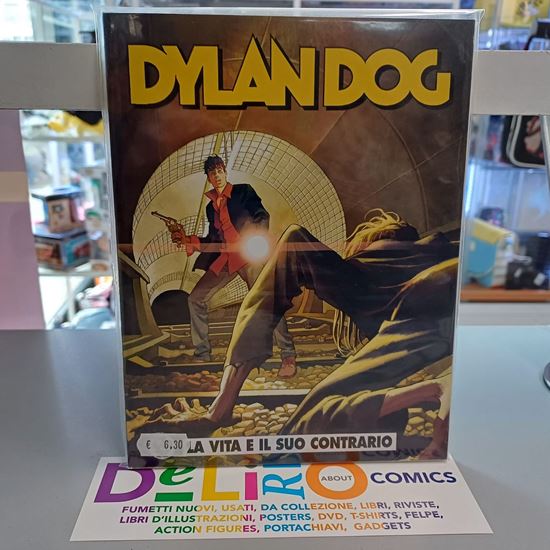 DYLAN DOG
€ 6,30
LA VITA E IL SUO CONTRARIO
DeLiRiO ABOUT COMICS
FUMETTI NUOVI, USATI, DA COLLEZIONE, LIBRI, RIVISTE,
LIBRI D'ILLUSTRAZIONI, POSTERS, DVD, T-SHIRTS, FELPE,
ACTION FIGURES, PORTACHIAVI, GADGETS